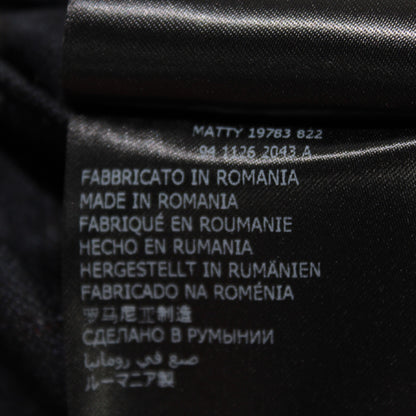 MATTY 19783 822
94 1126 2043 A
FABBRICATO IN ROMANIA
MADE IN ROMANIA
FABRIQUÉ EN ROUMANIE
HECHO EN RUMANIA
HERGESTELLT IN RUMÄNIEN
FABRICADO NA ROMÉNIA
罗马尼亚制造
СДЕЛАНО В РУМЫНИИ
صنع في رومانيا
ルーマニア製